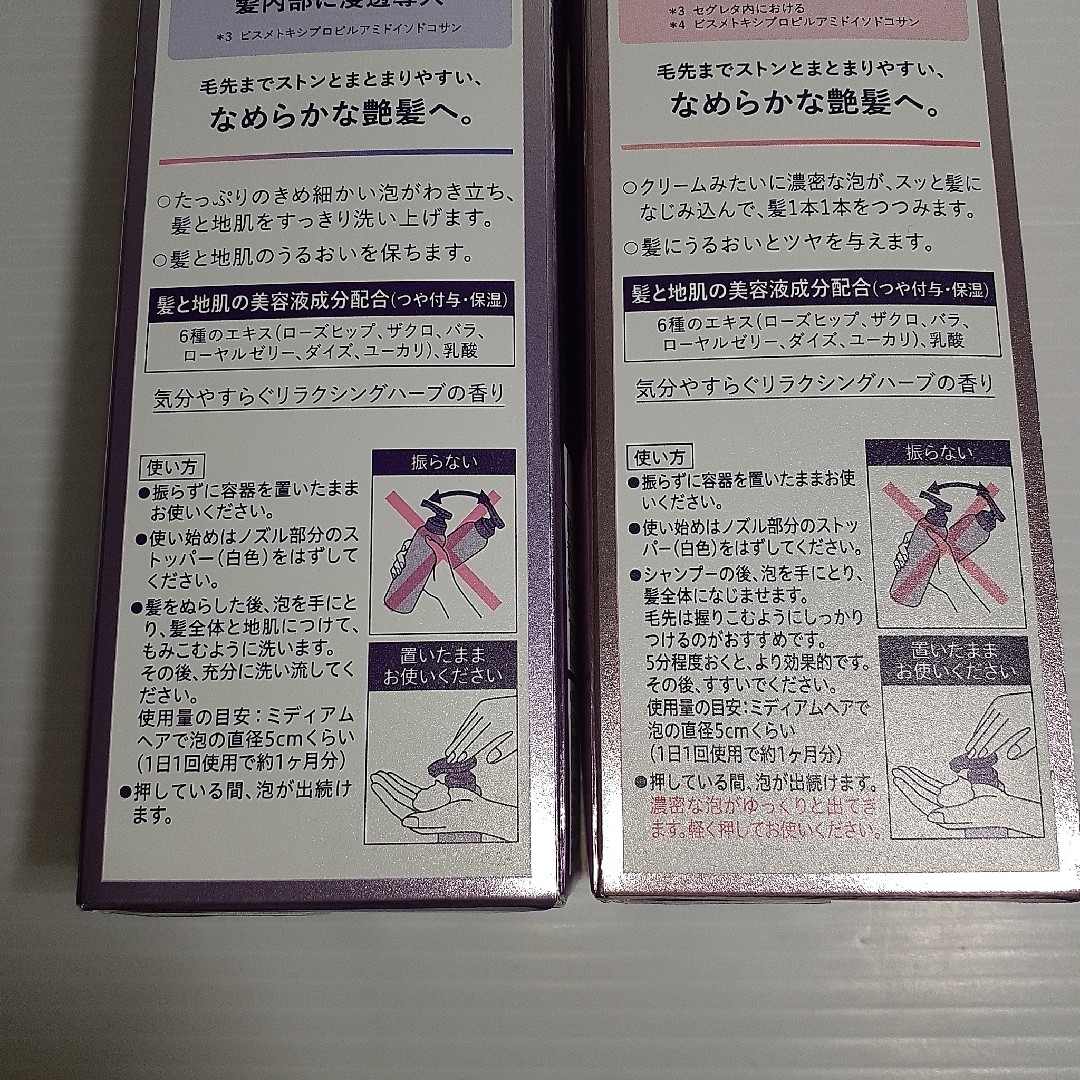 髪内部に浸透導入
*3 ビスメトキシプロピルアミドイソドコサン
毛先までストンとまとまりやすい、
なめらかな艶髪へ。
○たっぷりのきめ細かい泡がわき立ち、
髪と地肌をすっきり洗い上げます。
○髪と地肌のうるおいを保ちます。
髪と地肌の美容液成分配合(つや付与・保湿)
6種のエキス(ローズヒップ、ザクロ、バラ、
ローヤルゼリー、ダイズ、ユーカリ)、乳酸
気分やすらぐリラクシングハーブの香り
使い方
●振らずに容器を置いたまま
お使いください。
●使い始めはノズル部分のス
トッパー(白色)をはずして
ください。
●髪をぬらした後、泡を手にと
り、髪全体と地肌につけて、
もみこむように洗います。
その後、充分に洗い流してく
ださい。
使用量の目安:ミディアム
ヘアで泡の直径5cmくらい
(1日1回使用で約1ヶ月分)
●押している間、泡が出続け
ます。
振らない
置いたまま
お使いください
*3 セグレタ内における
*4 ビスメトキシプロピルアミドイソドコサン
毛先までストンとまとまりやすい、
なめらかな艶髪へ。
○クリームみたいに濃密な泡が、スッと髪に
なじみ込んで、髪1本1本をつつみます。
○髪にうるおいとツヤを与えます。
髪と地肌の美容液成分配合(つや付与・保湿)
6種のエキス(ローズヒップ、ザクロ、バラ、
ローヤルゼリー、ダイズ、ユーカリ)、乳酸
気分やすらぐリラクシングハーブの香り
使い方
●振らずに容器を置いたままお使
いください。
●使い始めはノズル部分のストッ
パー(白色)をはずしてください。
●シャンプーの後、泡を手にとり、
髪全体になじませます。
毛先は握りこむようにしっかり
つけるのがおすすめです。
5分程度おくと、より効果的です。
その後、すすいでください。
使用量の目安:ミディアムヘアで
泡の直径5cmくらい
(1日1回使用で約1ヶ月分)
●押している間、泡が出続けます。
濃密な泡がゆっくりと出てき
ます。軽く押してお使いください。
振らない
置いたまま
お使いください